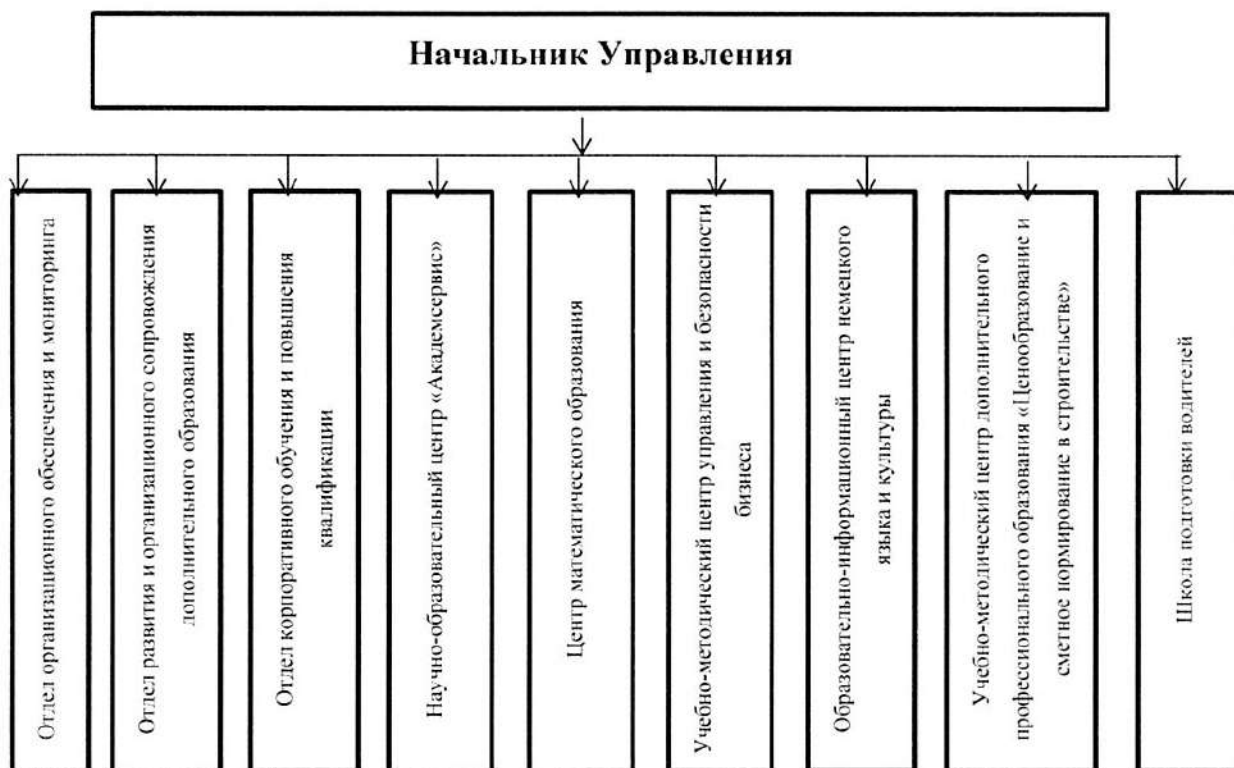 Начальник Управления
Отдел организационного обеспечения и мониторинга
Отдел развития и организационного сопровождения
дополнительного образования
Отдел корпоративного обучения и повышения
квалификации
Научно-образовательный центр «Академсервис»
Центр математического образования
Учебно-методический центр управления и безопасности
бизнеса
Образовательно-информационный центр немецкого
языка и культуры
Учебно-методический центр дополнительного
профессионального образования «Ценообразование и
сметное нормирование в строительстве»
Школа подготовки водителей